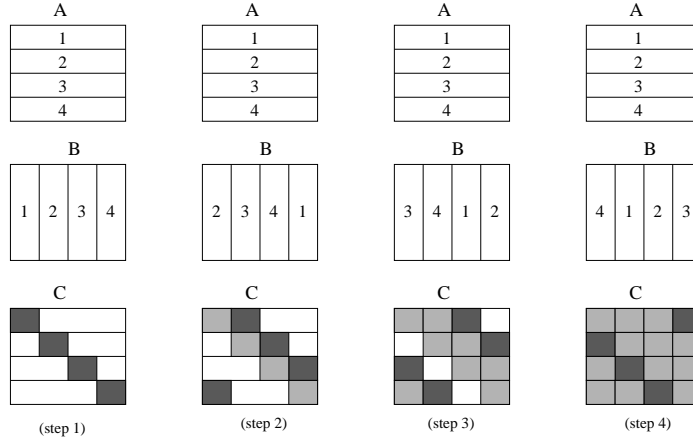 A A A A
1 1 1 1
2 2 2 2
3 3 3 3
4 4 4 4
B B B B
1 2 3 4 2 3 4 1 3 4 1 2 4 1 2 3
C C C C
(step 1) (step 2) (step 3) (step 4)